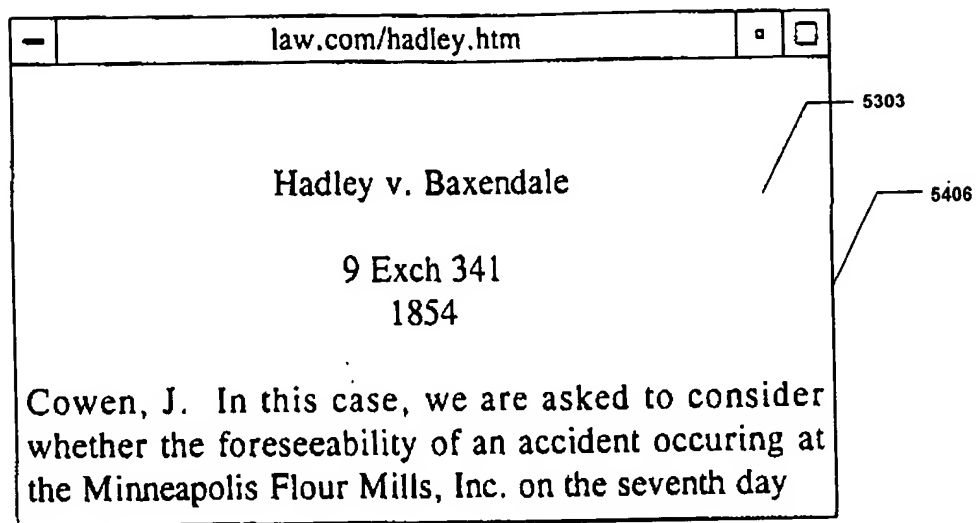 law.com/hadley.htm
5303
Hadley v. Baxendale
5406
9 Exch 341
1854
Cowen, J. In this case, we are asked to consider
whether the foreseeability of an accident occuring at
the Minneapolis Flour Mills, Inc. on the seventh day